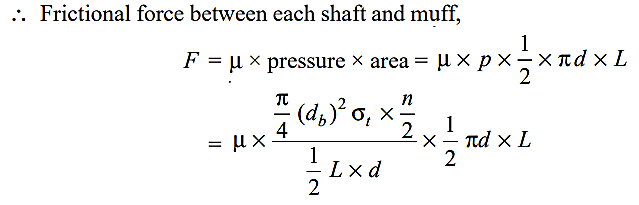 ∴ Frictional force between each shaft and muff,
F = μ × pressure × area = μ × p × 1/2 × πd × L
= μ × (π/4 (d_b)² σ_t × n/2) / (1/2 L × d) × 1/2 πd × L